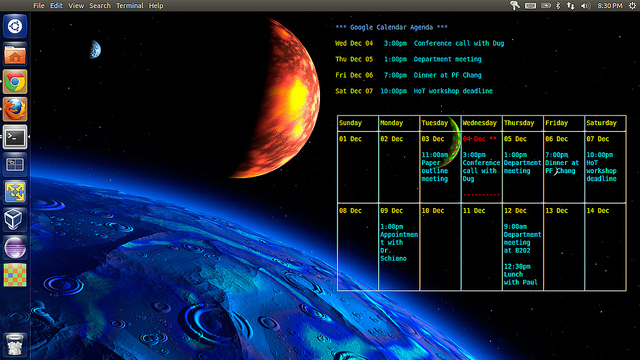 File Edit View Search Terminal Help
8:30 PM
*** Google Calendar Agenda ***
Wed Dec 04 3:00pm Conference call with Dug
Thu Dec 05 1:00pm Department meeting
Fri Dec 06 7:00pm Dinner at PF Chang
Sat Dec 07 10:00pm HoT workshop deadline
Sunday Monday Tuesday Wednesday Thursday Friday Saturday
01 Dec 02 Dec 03 Dec 04 Dec ** 05 Dec 06 Dec 07 Dec
11:00am 3:00pm 1:00pm 7:00pm 10:00pm
Paper Conference Department Dinner at HoT
outline call with meeting PF Chang workshop
meeting Dug deadline
08 Dec 09 Dec 10 Dec 11 Dec 12 Dec 13 Dec 14 Dec
1:00pm 9:00am
Appointmen Department
t with meeting
Dr. at B202
Schiano
12:30pm
Lunch
with Paul